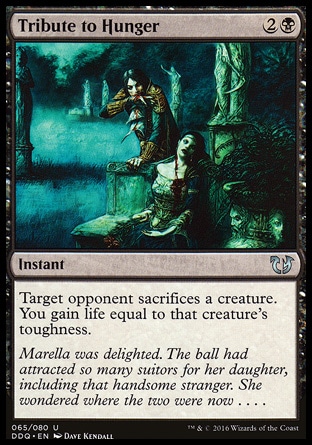 Tribute to Hunger 2
Instant
Target opponent sacrifices a creature.
You gain life equal to that creature's
toughness.
Marella was delighted. The ball had
attracted so many suitors for her daughter,
including that handsome stranger. She
wondered where the two were now . . . .
065/080 U
DDQ • EN Dave Kendall
™ & © 2016 Wizards of the Coast